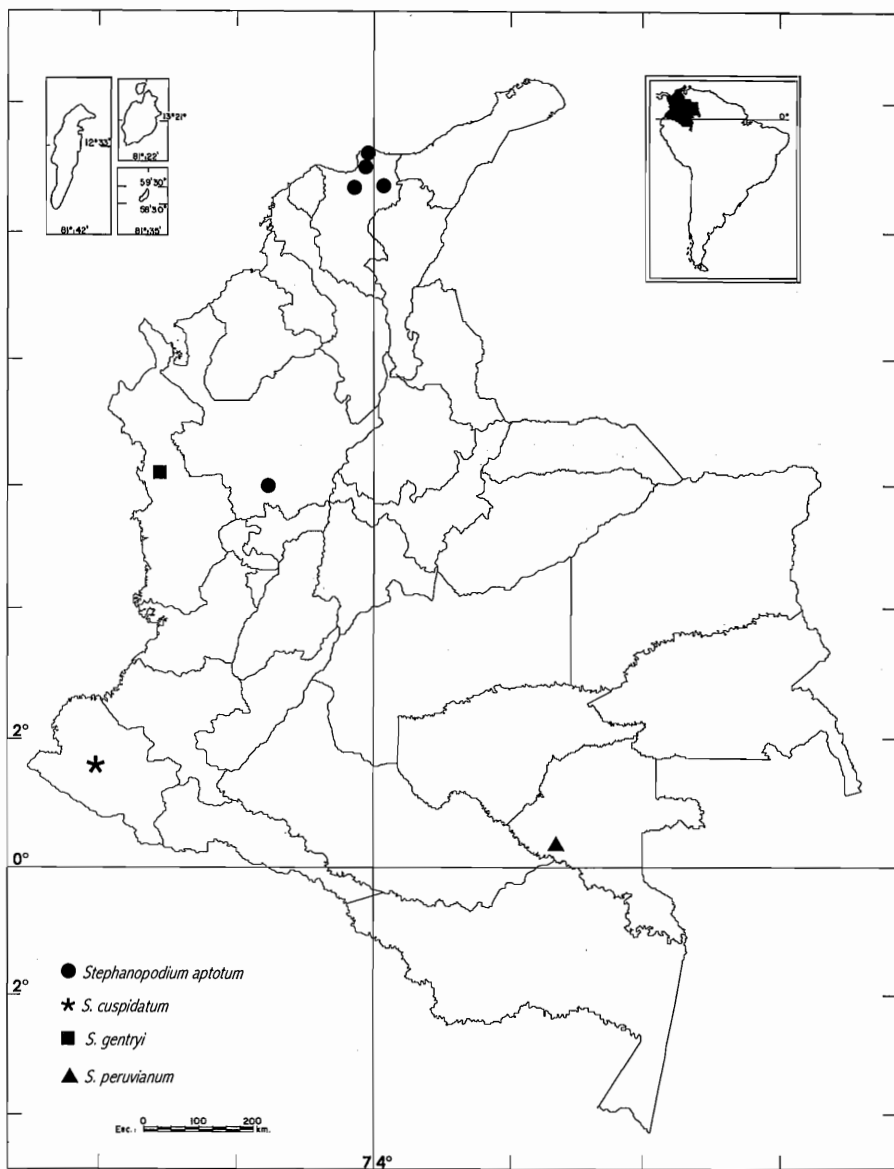 12°33'
81°:42'
13°21°
81°:22'
59'30"
58'30"
81°:35'
0°
2°
0°
2°
Stephanopodium aptotum
S. cuspidatum
S. gentryi
S. peruvianum
Esc.: 0 100 200 km.
74°